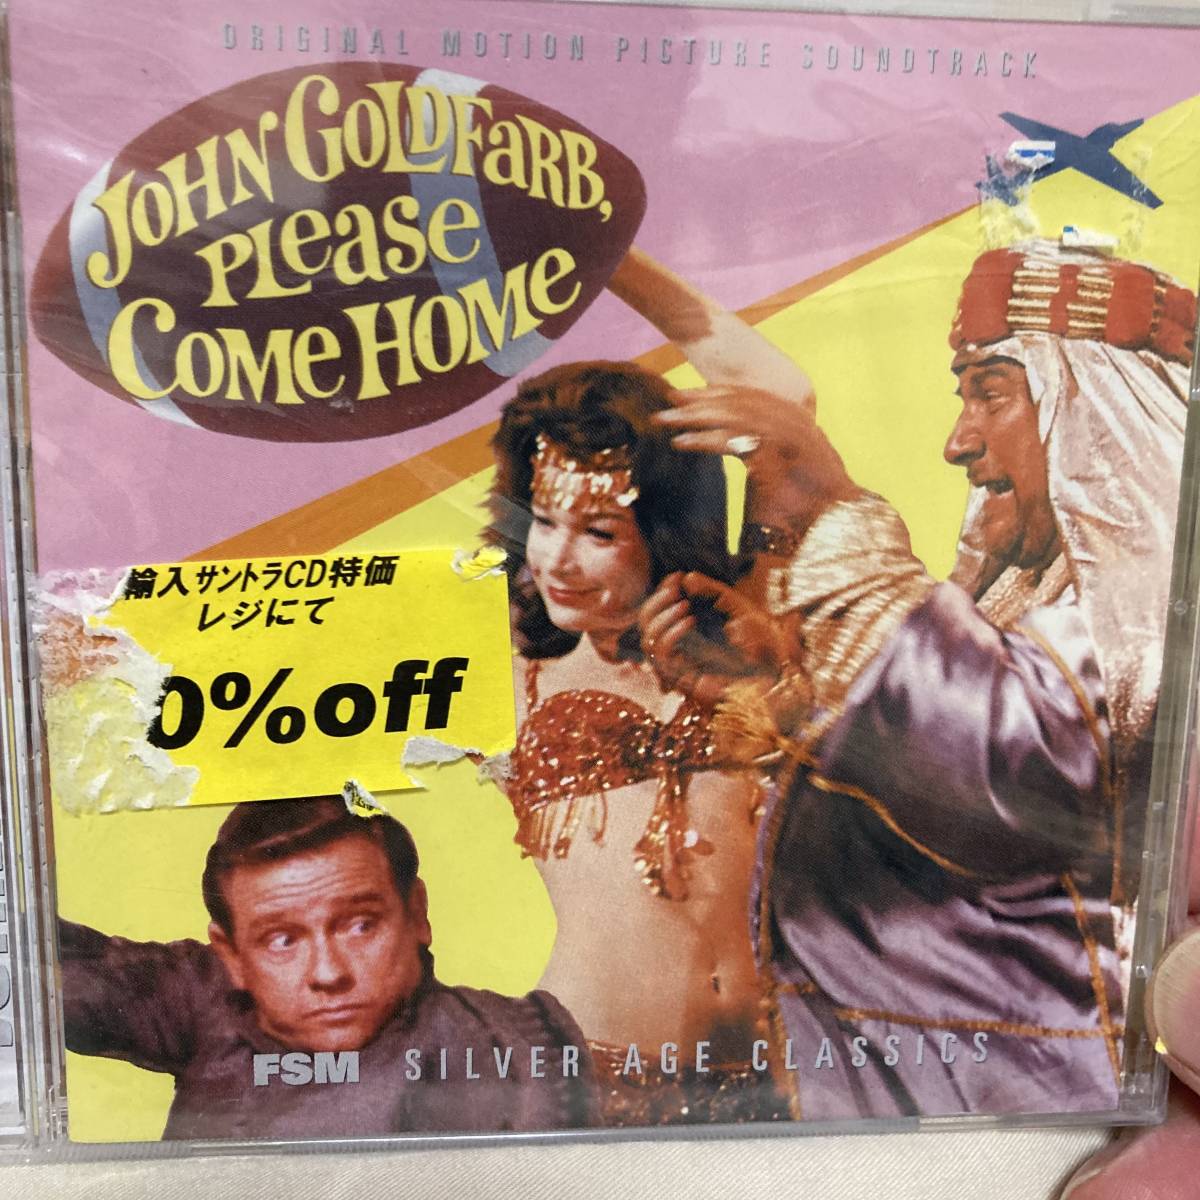 ORIGINAL MOTION PICTURE SOUNDTRACK
JOHN GOLDFARB,
PLEASE
COME HOME
輸入サントラCD特価
レジにて
0%off
FSM SILVER AGE CLASSICS